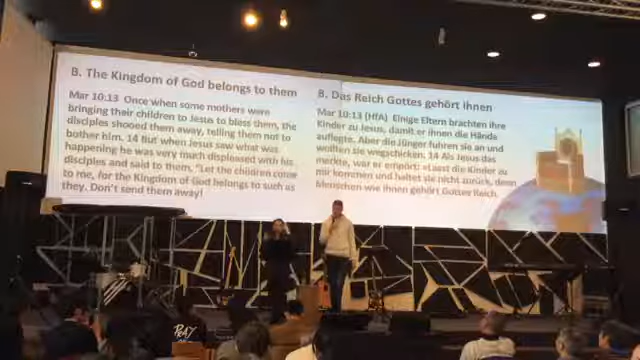 B. The Kingdom of God belongs to them
Mar 10:13 Once when some mothers were
bringing their children to Jesus to bless them, the
disciples shooed them away, telling them not to
bother him. 14 But when Jesus saw what was
happening he was very much displeased with his
disciples and said to them, "Let the children come
to me, for the Kingdom of God belongs to such as
they. Don't send them away!
B. Das Reich Gottes gehört ihnen
Mar 10:13 (HfA) Einige Eltern brachten ihre
Kinder zu Jesus, damit er ihnen die Hände
auflegte. Aber die Jünger fuhren sie an und
wollten sie wegschicken. 14 Als Jesus das
merkte, war er empört: »Lasst die Kinder zu
mir kommen und haltet sie nicht zurück, denn
Menschen wie ihnen gehört Gottes Reich.
PRAY